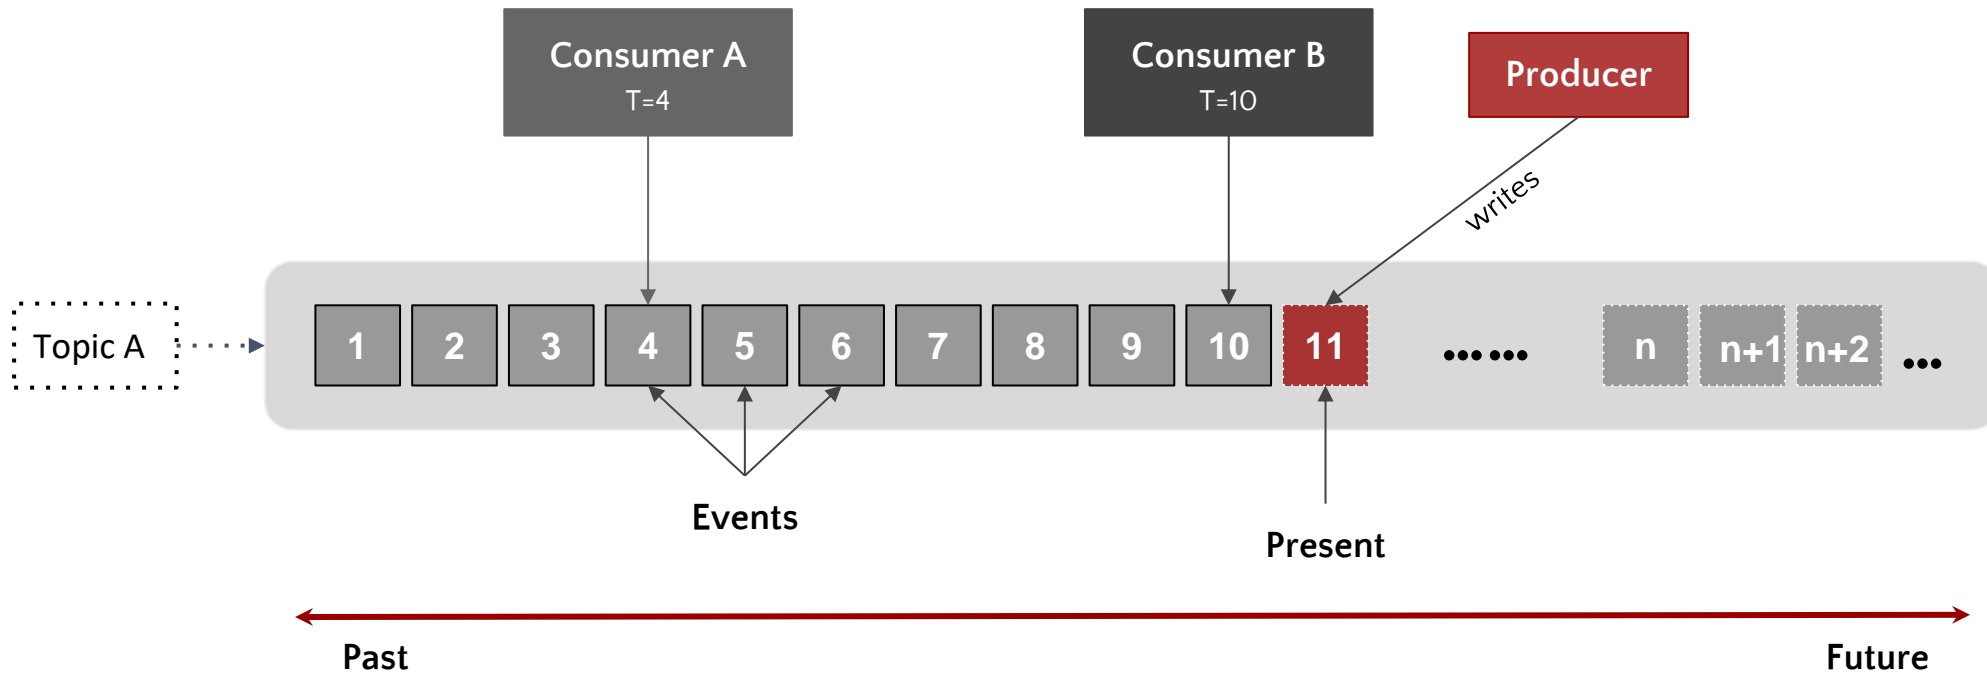 Consumer A
T=4
Consumer B
T=10
Producer
writes
Topic A
1 2 3 4 5 6 7 8 9 10 11 ...... n n+1 n+2 ...
Events
Present
Past
Future